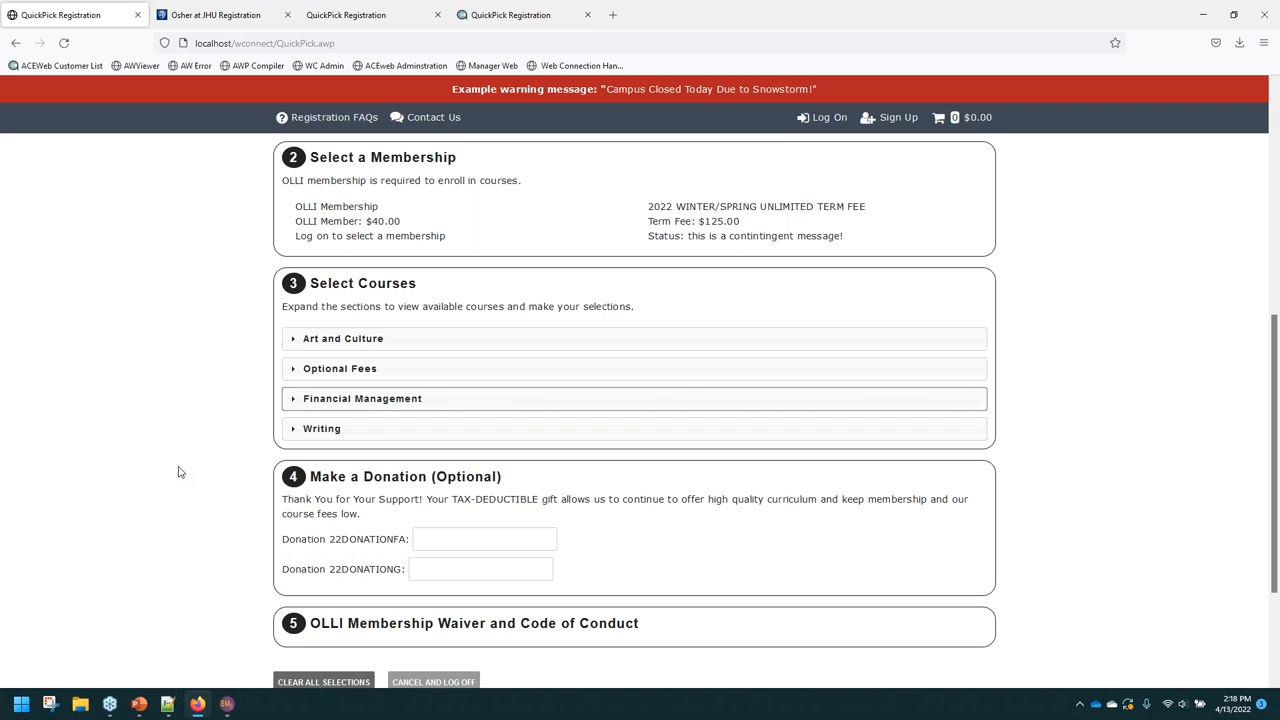 QuickPick Registration
Osher at JHU Registration
QuickPick Registration
QuickPick Registration
localhost/wconnect/QuickPick.awp
ACEWeb Customer List
AWViewer
AW Error
AWP Compiler
WC Admin
ACEweb Adminstration
Manager Web
Web Connection Han...
Example warning message: "Campus Closed Today Due to Snowstorm!"
Registration FAQs
Contact Us
Log On
Sign Up
0
$0.00
2 Select a Membership
OLLI membership is required to enroll in courses.
OLLI Membership
OLLI Member: $40.00
Log on to select a membership
2022 WINTER/SPRING UNLIMITED TERM FEE
Term Fee: $125.00
Status: this is a contintingent message!
3 Select Courses
Expand the sections to view available courses and make your selections.
Art and Culture
Optional Fees
Financial Management
Writing
4 Make a Donation (Optional)
Thank You for Your Support! Your TAX-DEDUCTIBLE gift allows us to continue to offer high quality curriculum and keep membership and our
course fees low.
Donation 22DONATIONFA:
Donation 22DONATIONG:
5 OLLI Membership Waiver and Code of Conduct
CLEAR ALL SELECTIONS
CANCEL AND LOG OFF
2:18 PM
4/13/2022
3